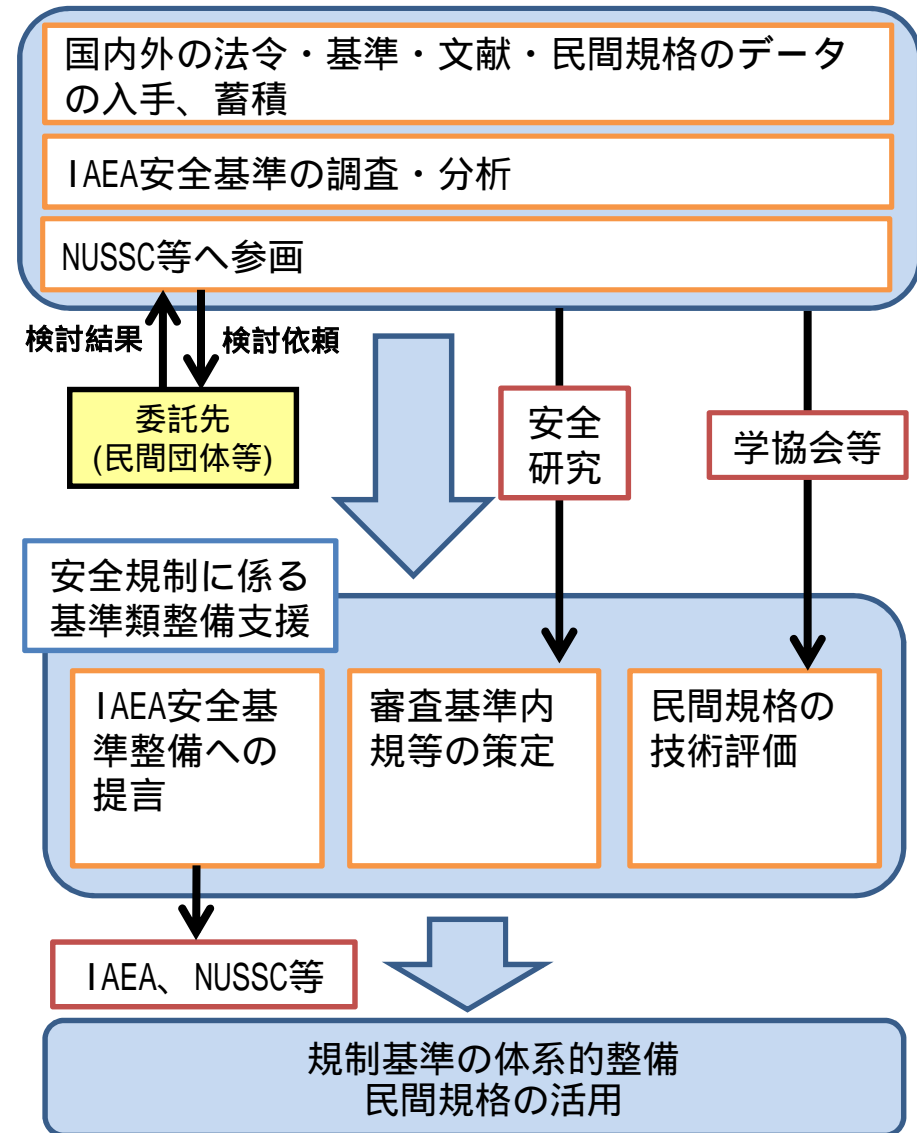 国内外の法令・基準・文献・民間規格のデータ
の入手、蓄積
IAEA安全基準の調査・分析
NUSSC等へ参画
検討結果
検討依頼
委託先
(民間団体等)
安全
研究
学協会等
安全規制に係る
基準類整備支援
IAEA安全基
準整備への
提言
審査基準内
規等の策定
民間規格の
技術評価
IAEA、NUSSC等
規制基準の体系的整備
民間規格の活用